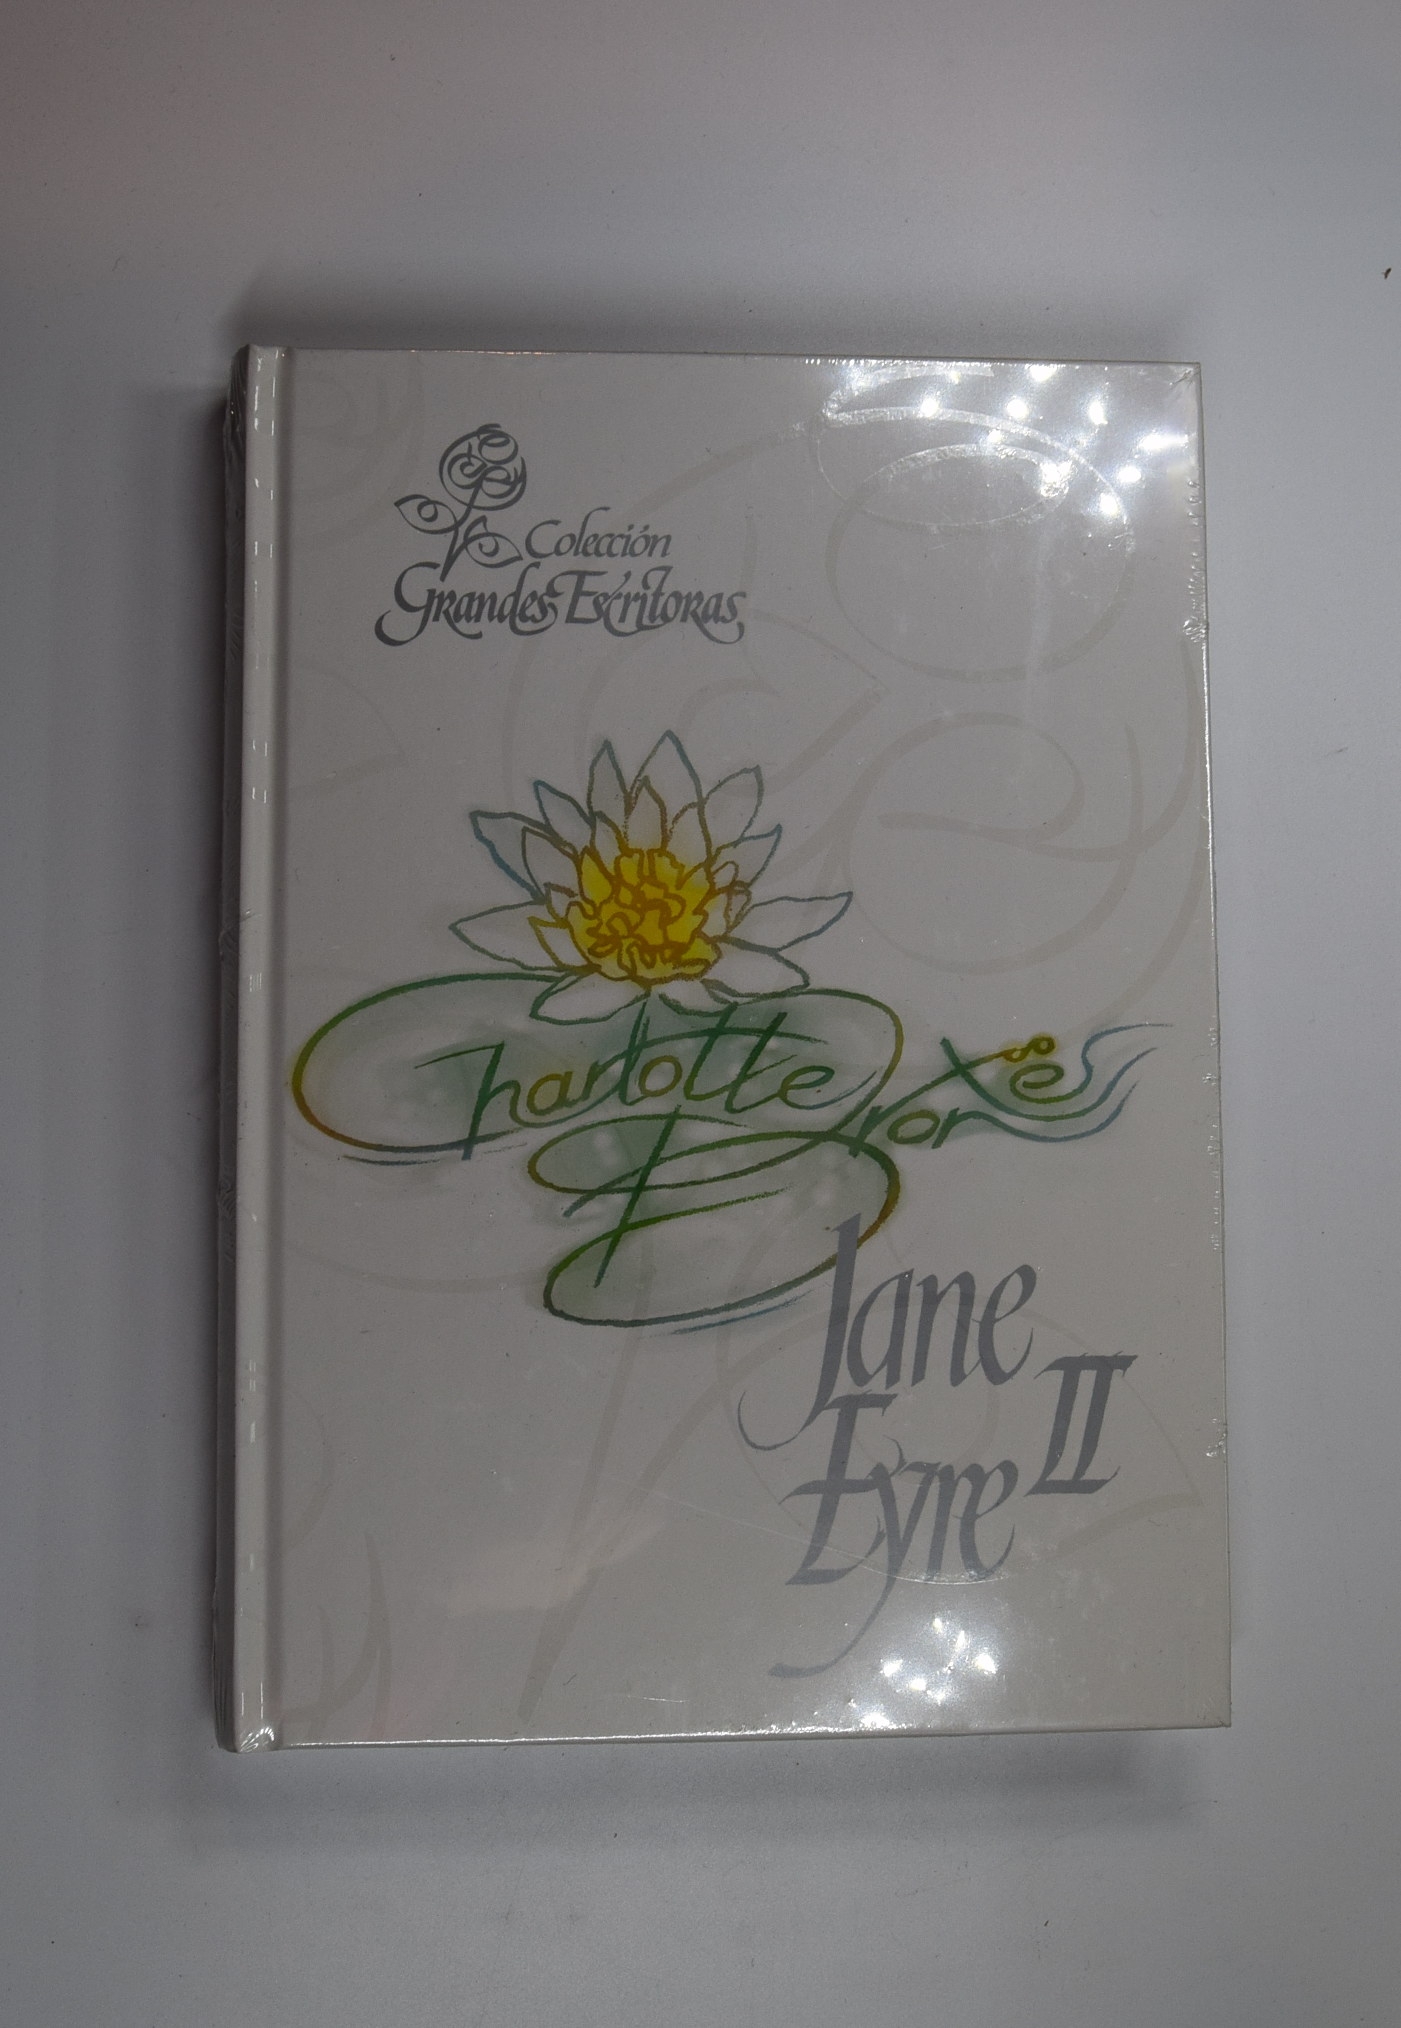 Colección
Grandes Escritoras
Charlotte
Brontë
Jane
Eyre II